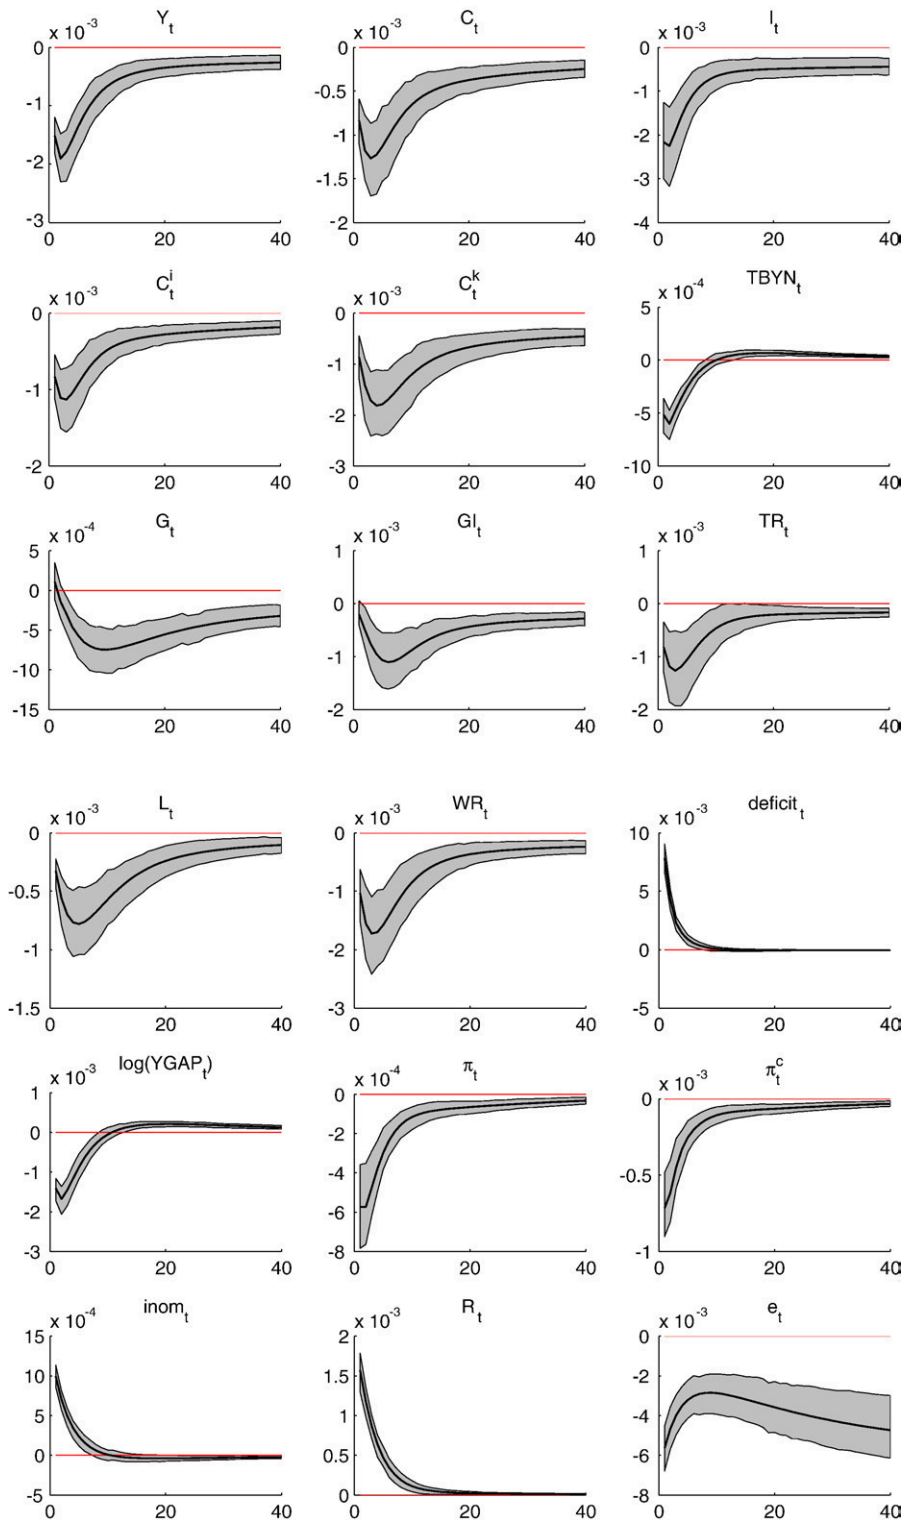 Y_t C_t I_t
x 10^-3 x 10^-3 x 10^-3
0 0 0
-1 -0.5 -1
-2 -1 -2
-3 -1.5 -3
-2 -4
0 20 40 0 20 40 0 20 40
C_t^i C_t^k TBYN_t
x 10^-3 x 10^-3 x 10^-4
0 0 5
-1 -1 0
-2 -2 -5
-3 -10
0 20 40 0 20 40 0 20 40
G_t GI_t TR_t
x 10^-4 x 10^-3 x 10^-3
5 1 1
0 0 0
-5 -1 -1
-10 -2 -2
-15
0 20 40 0 20 40 0 20 40
L_t WR_t deficit_t
x 10^-3 x 10^-3 x 10^-3
0 0 10
-0.5 -1 5
-1 -2 0
-1.5 -3 -5
0 20 40 0 20 40 0 20 40
log(YGAP_t) π_t π_t^c
x 10^-3 x 10^-4 x 10^-3
1 0 0
0 -2 -0.5
-1 -4 -1
-2 -6
-3 -8
0 20 40 0 20 40 0 20 40
inom_t R_t e_t
x 10^-4 x 10^-3 x 10^-3
15 2 0
10 1.5 -2
5 1 -4
0 0.5 -6
-5 0 -8
0 20 40 0 20 40 0 20 40